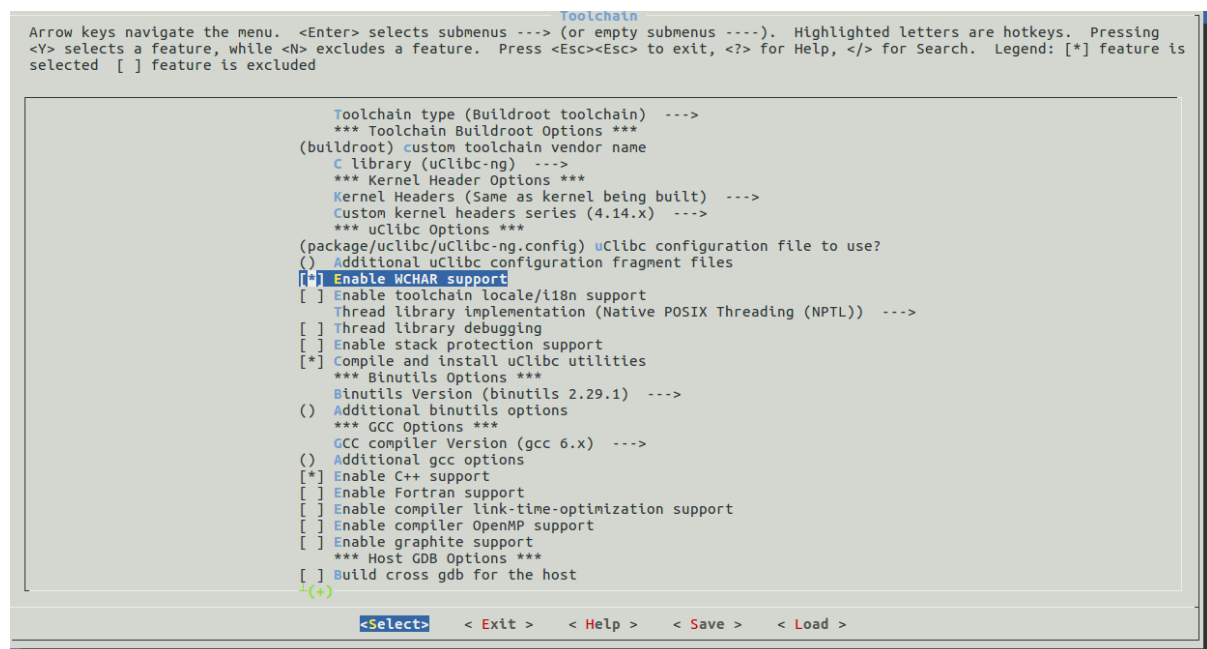 Toolchain
Arrow keys navigate the menu.  <Enter> selects submenus ---> (or empty submenus ----).  Highlighted letters are hotkeys.  Pressing
<Y> selects a feature, while <N> excludes a feature.  Press <Esc><Esc> to exit, <?> for Help, </> for Search.  Legend: [*] feature is
selected  [ ] feature is excluded
Toolchain type (Buildroot toolchain)  --->
*** Toolchain Buildroot Options ***
(buildroot) custom toolchain vendor name
C library (uClibc-ng)  --->
*** Kernel Header Options ***
Kernel Headers (Same as kernel being built)  --->
Custom kernel headers series (4.14.x)  --->
*** uClibc Options ***
(package/uclibc/uClibc-ng.config) uClibc configuration file to use?
()  Additional uClibc configuration fragment files
[*] Enable WCHAR support
[ ] Enable toolchain locale/i18n support
Thread library implementation (Native POSIX Threading (NPTL))  --->
[ ] Thread library debugging
[ ] Enable stack protection support
[*] Compile and install uClibc utilities
*** Binutils Options ***
Binutils Version (binutils 2.29.1)  --->
()  Additional binutils options
*** GCC Options ***
GCC compiler Version (gcc 6.x)  --->
()  Additional gcc options
[*] Enable C++ support
[ ] Enable Fortran support
[ ] Enable compiler link-time-optimization support
[ ] Enable compiler OpenMP support
[ ] Enable graphite support
*** Host GDB Options ***
[ ] Build cross gdb for the host
┴(+)
<Select>    < Exit >    < Help >    < Save >    < Load >